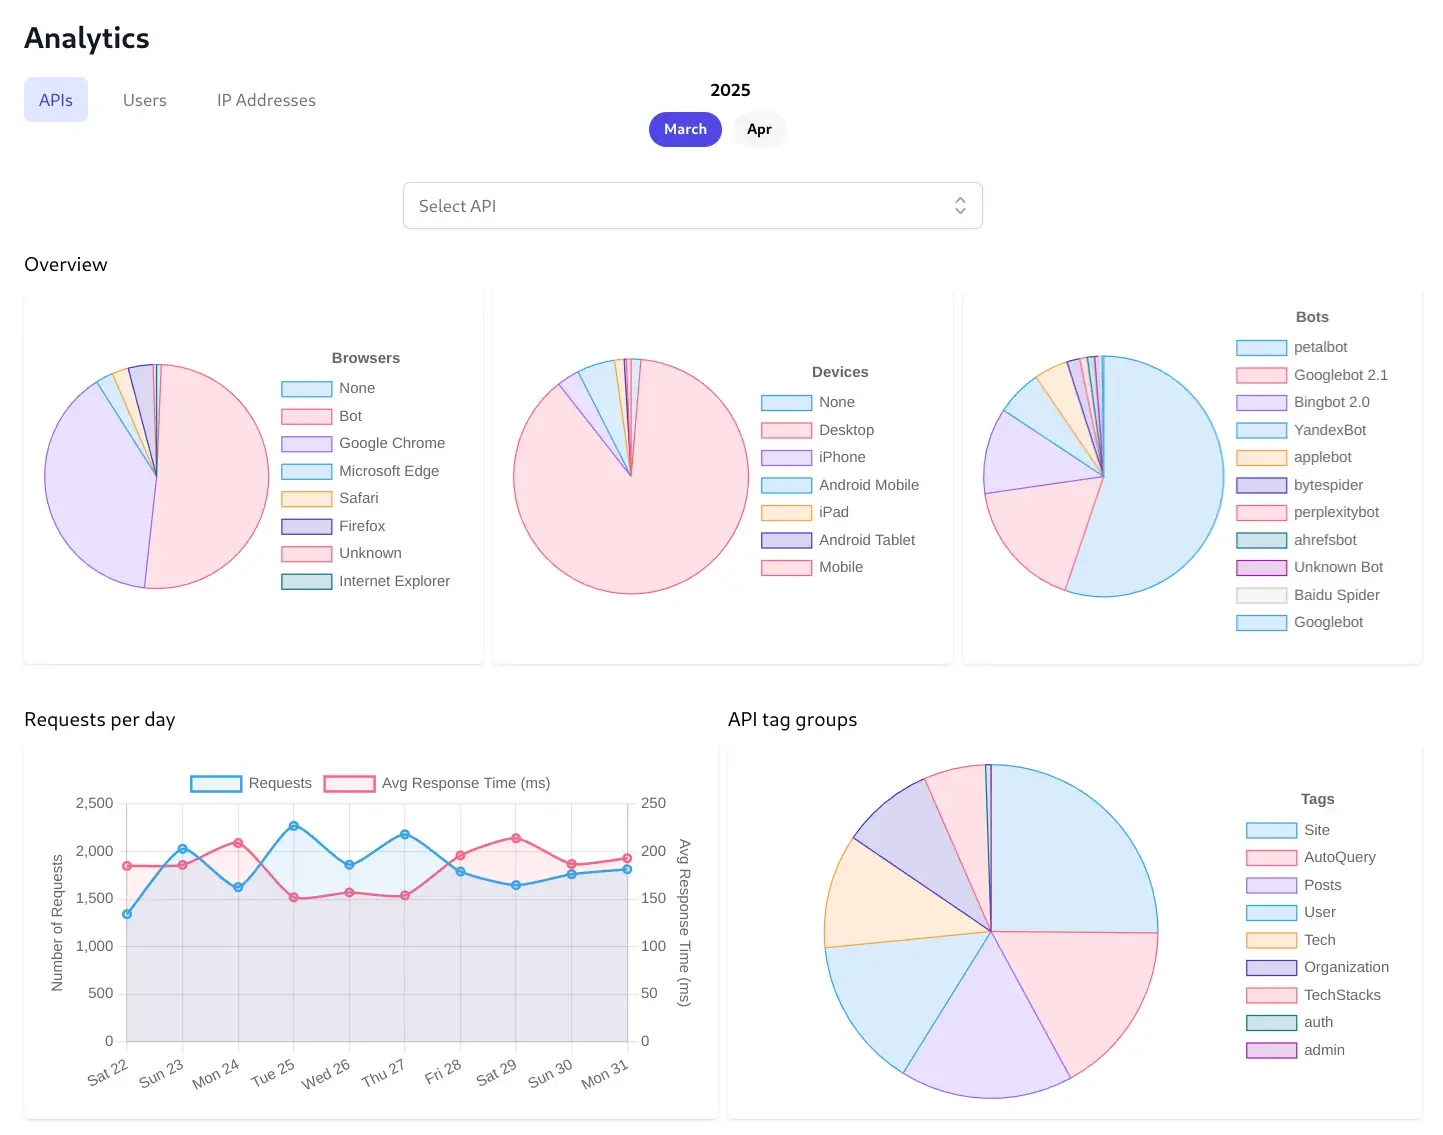 Analytics
APIs
Users
IP Addresses
2025
March
Apr
Select API
Overview
Browsers
None
Bot
Google Chrome
Microsoft Edge
Safari
Firefox
Unknown
Internet Explorer
Devices
None
Desktop
iPhone
Android Mobile
iPad
Android Tablet
Mobile
Bots
petalbot
Googlebot 2.1
Bingbot 2.0
YandexBot
applebot
bytespider
perplexitybot
ahrefsbot
Unknown Bot
Baidu Spider
Googlebot
Requests per day
Requests
Avg Response Time (ms)
Number of Requests
2,500
2,000
1,500
1,000
500
0
250
200
150
100
50
0
Avg Response Time (ms)
Sat 22
Sun 23
Mon 24
Tue 25
Wed 26
Thu 27
Fri 28
Sat 29
Sun 30
Mon 31
API tag groups
Tags
Site
AutoQuery
Posts
User
Tech
Organization
TechStacks
auth
admin